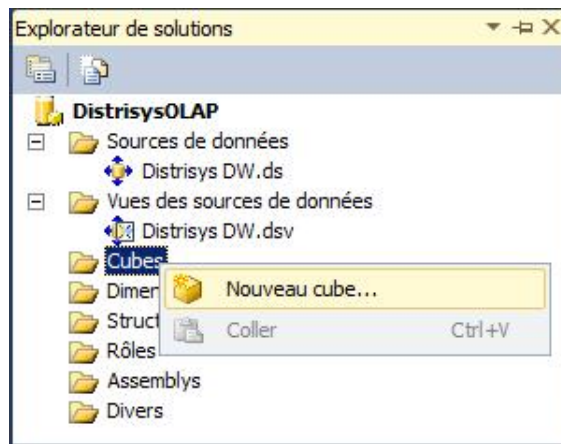 Explorateur de solutions
DistrisysOLAP
Sources de données
Distrisys DW.ds
Vues des sources de données
Distrisys DW.dsv
Cubes
Nouveau cube...
Coller Ctrl+V
Rôles
Assemblys
Divers